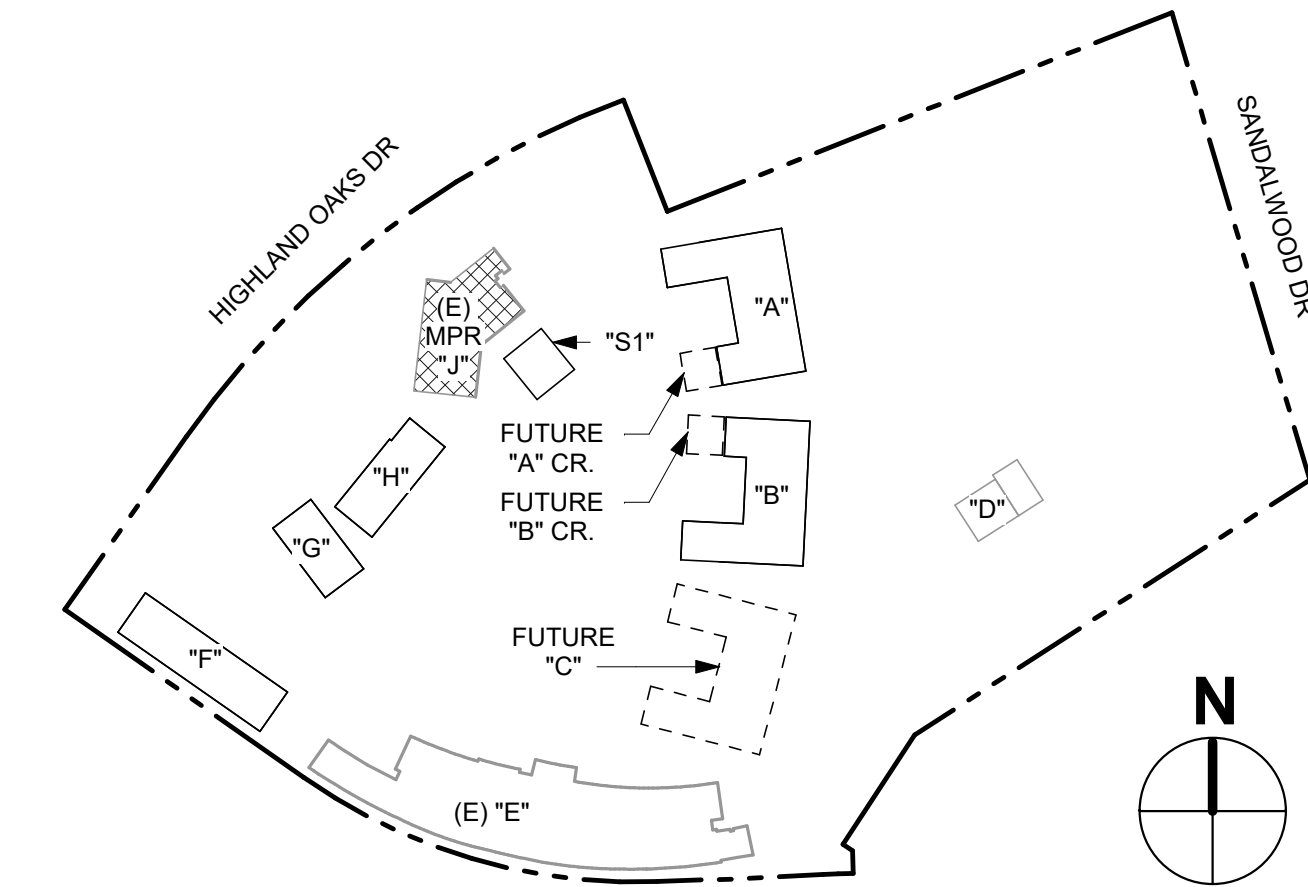 HIGHLAND OAKS DR
SANDALWOOD DR
(E)
MPR
"J"
"S1"
"A"
FUTURE
"A" CR.
FUTURE
"B" CR.
"B"
"H"
"G"
"D"
"F"
FUTURE
"C"
(E) "E"
N